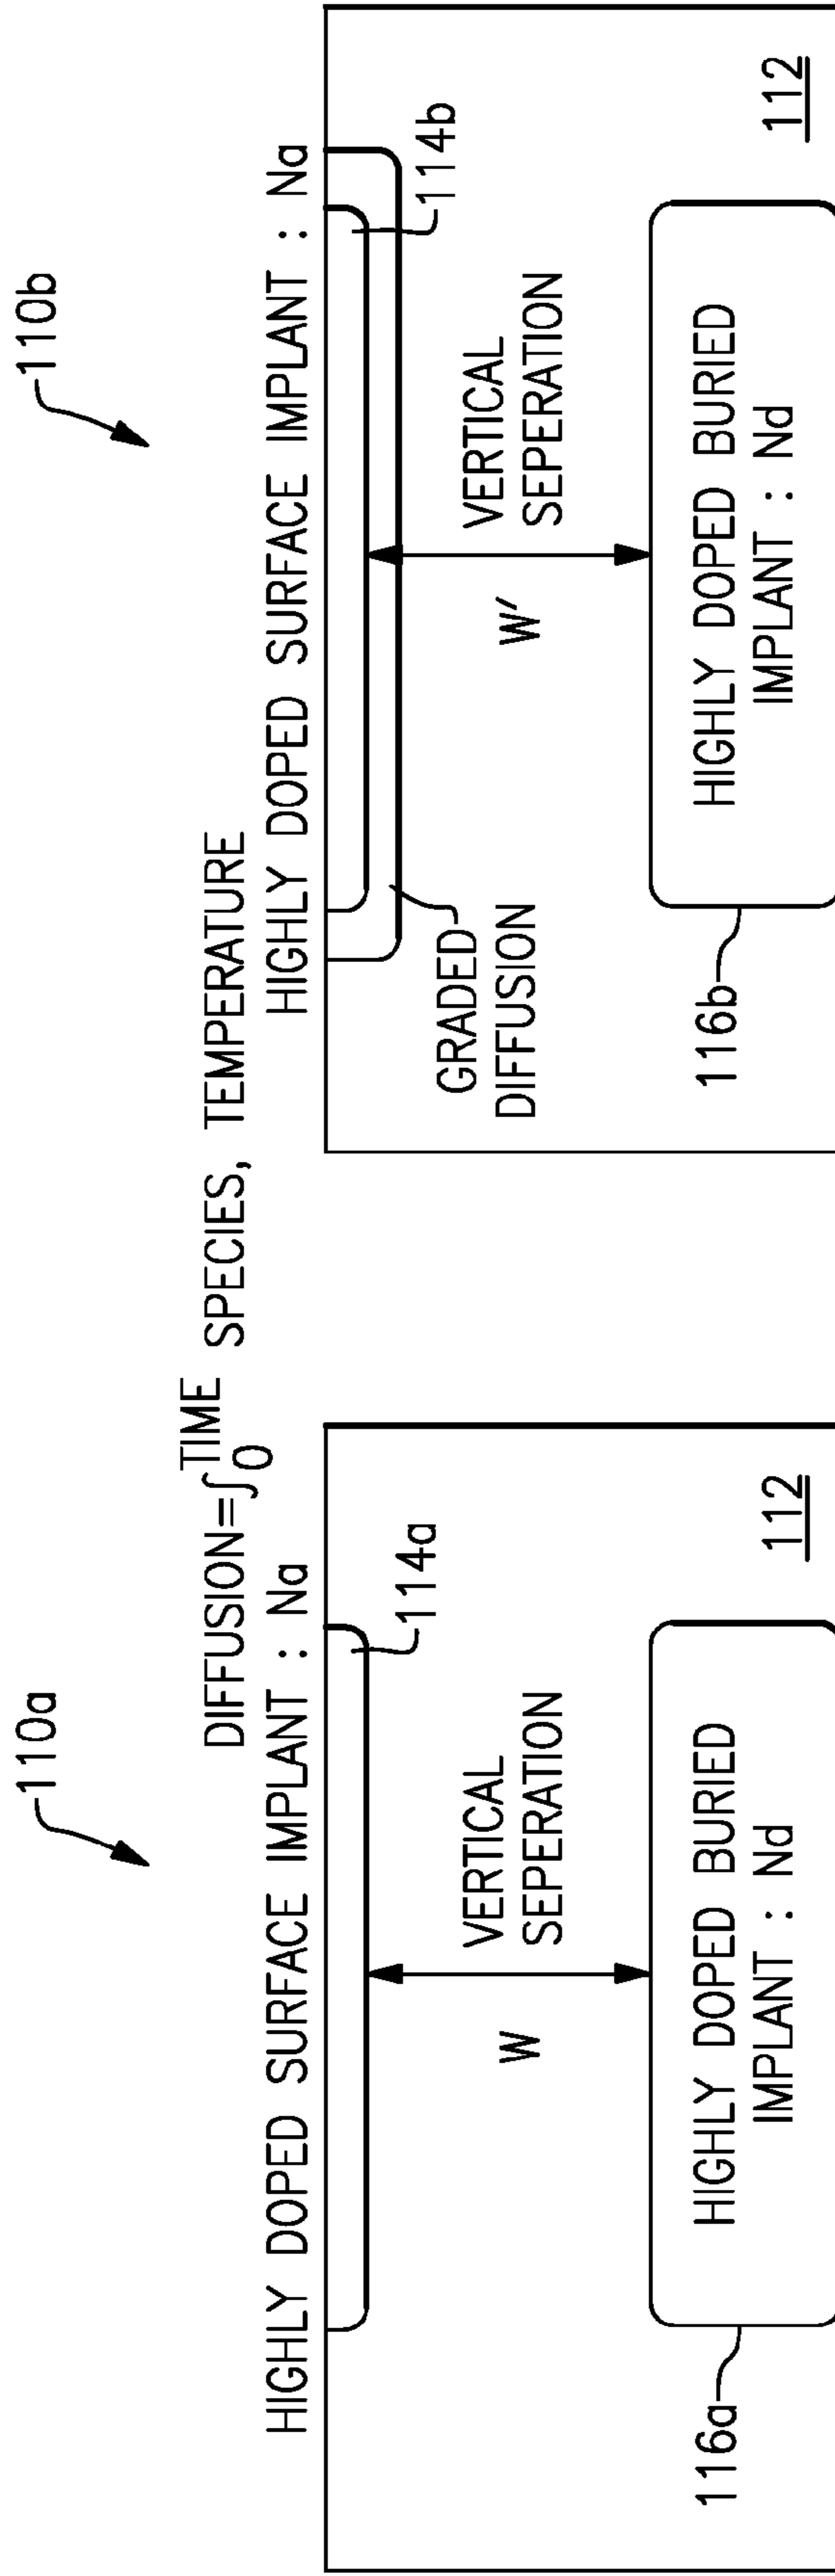 110a
DIFFUSION=∫₀ᵀᴵᴹᴱ SPECIES, TEMPERATURE
HIGHLY DOPED SURFACE IMPLANT : Na
114a
VERTICAL
SEPERATION
W
HIGHLY DOPED BURIED
IMPLANT : Nd
116a
112
110b
HIGHLY DOPED SURFACE IMPLANT : Na
114b
VERTICAL
SEPERATION
W'
GRADED
DIFFUSION
HIGHLY DOPED BURIED
IMPLANT : Nd
116b
112